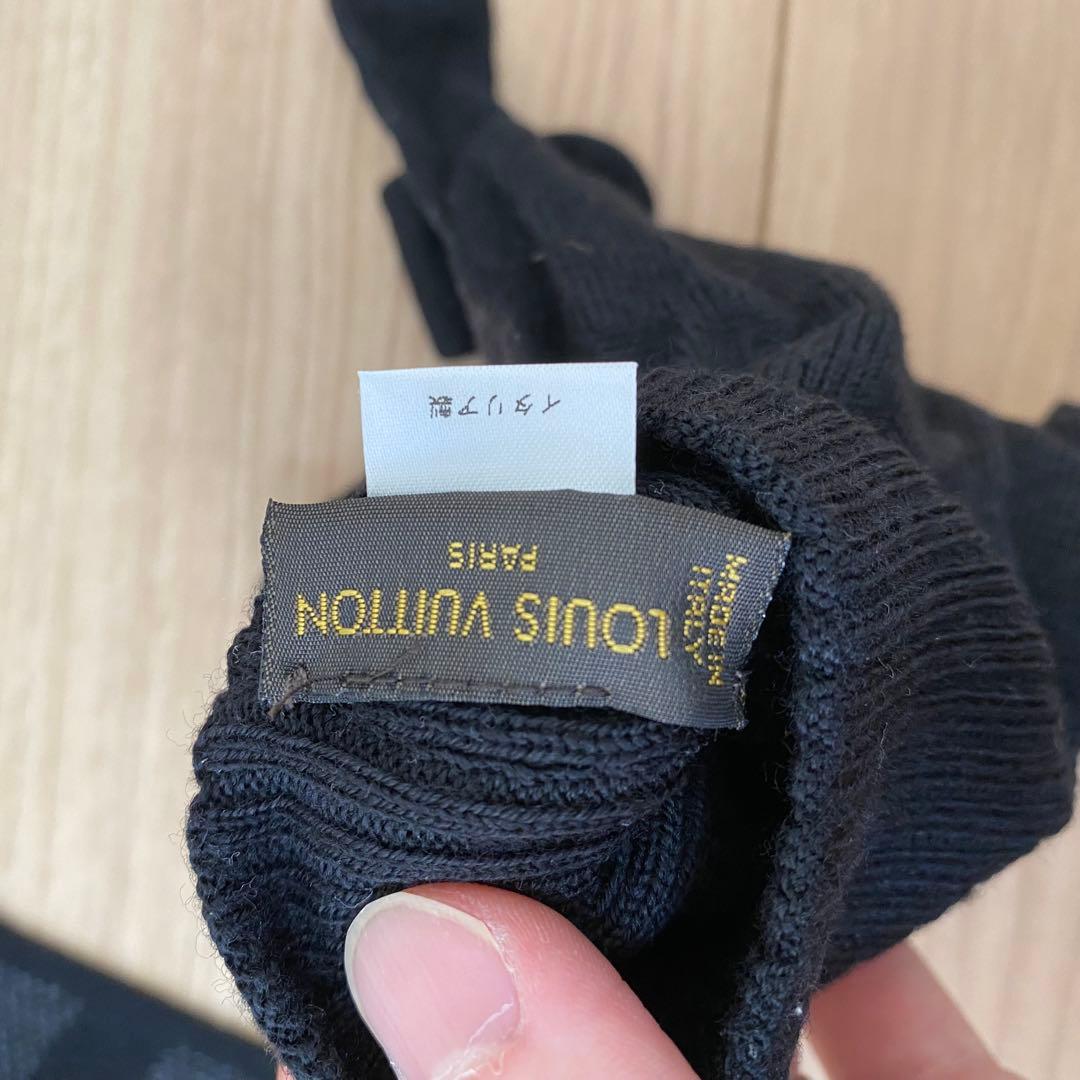 LOUIS VUITTON
PARIS
MADE IN
ITALY
イタリア製